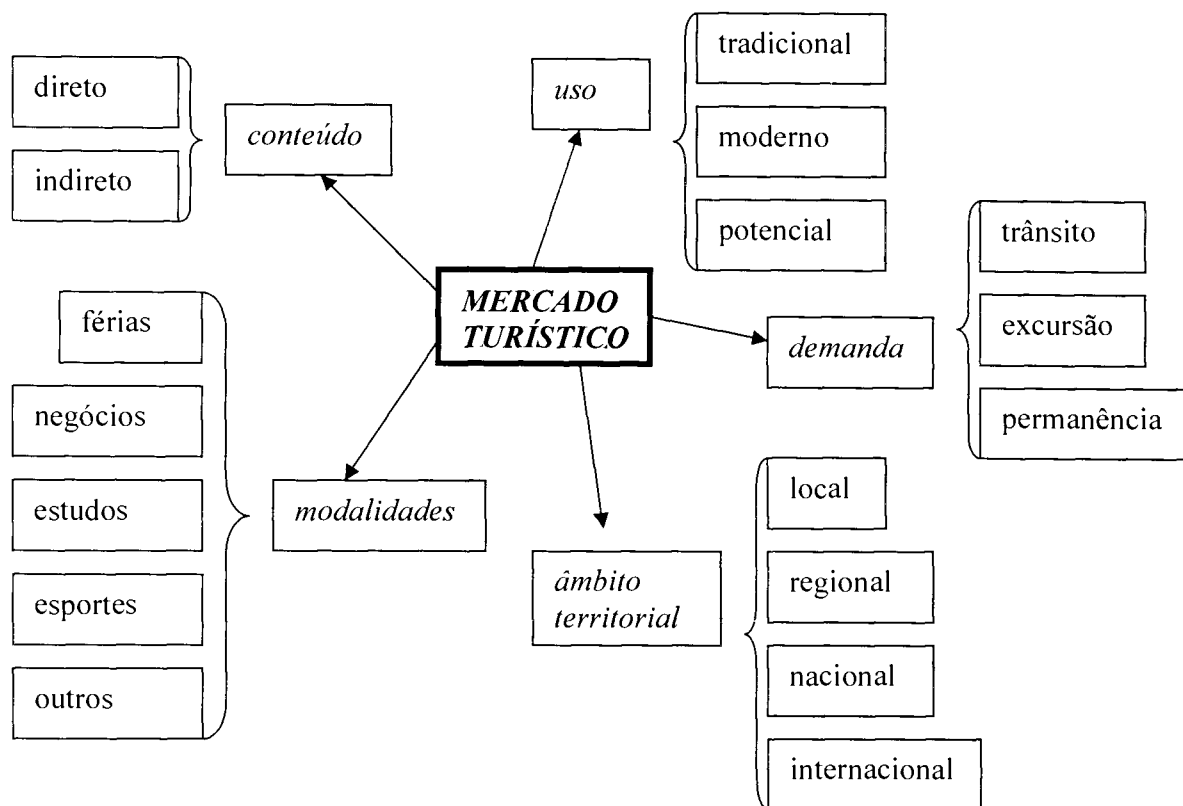 direto
indireto
conteúdo
uso
tradicional
moderno
potencial
MERCADO
TURÍSTICO
demanda
trânsito
excursão
permanência
férias
negócios
estudos
esportes
outros
modalidades
âmbito
territorial
local
regional
nacional
internacional